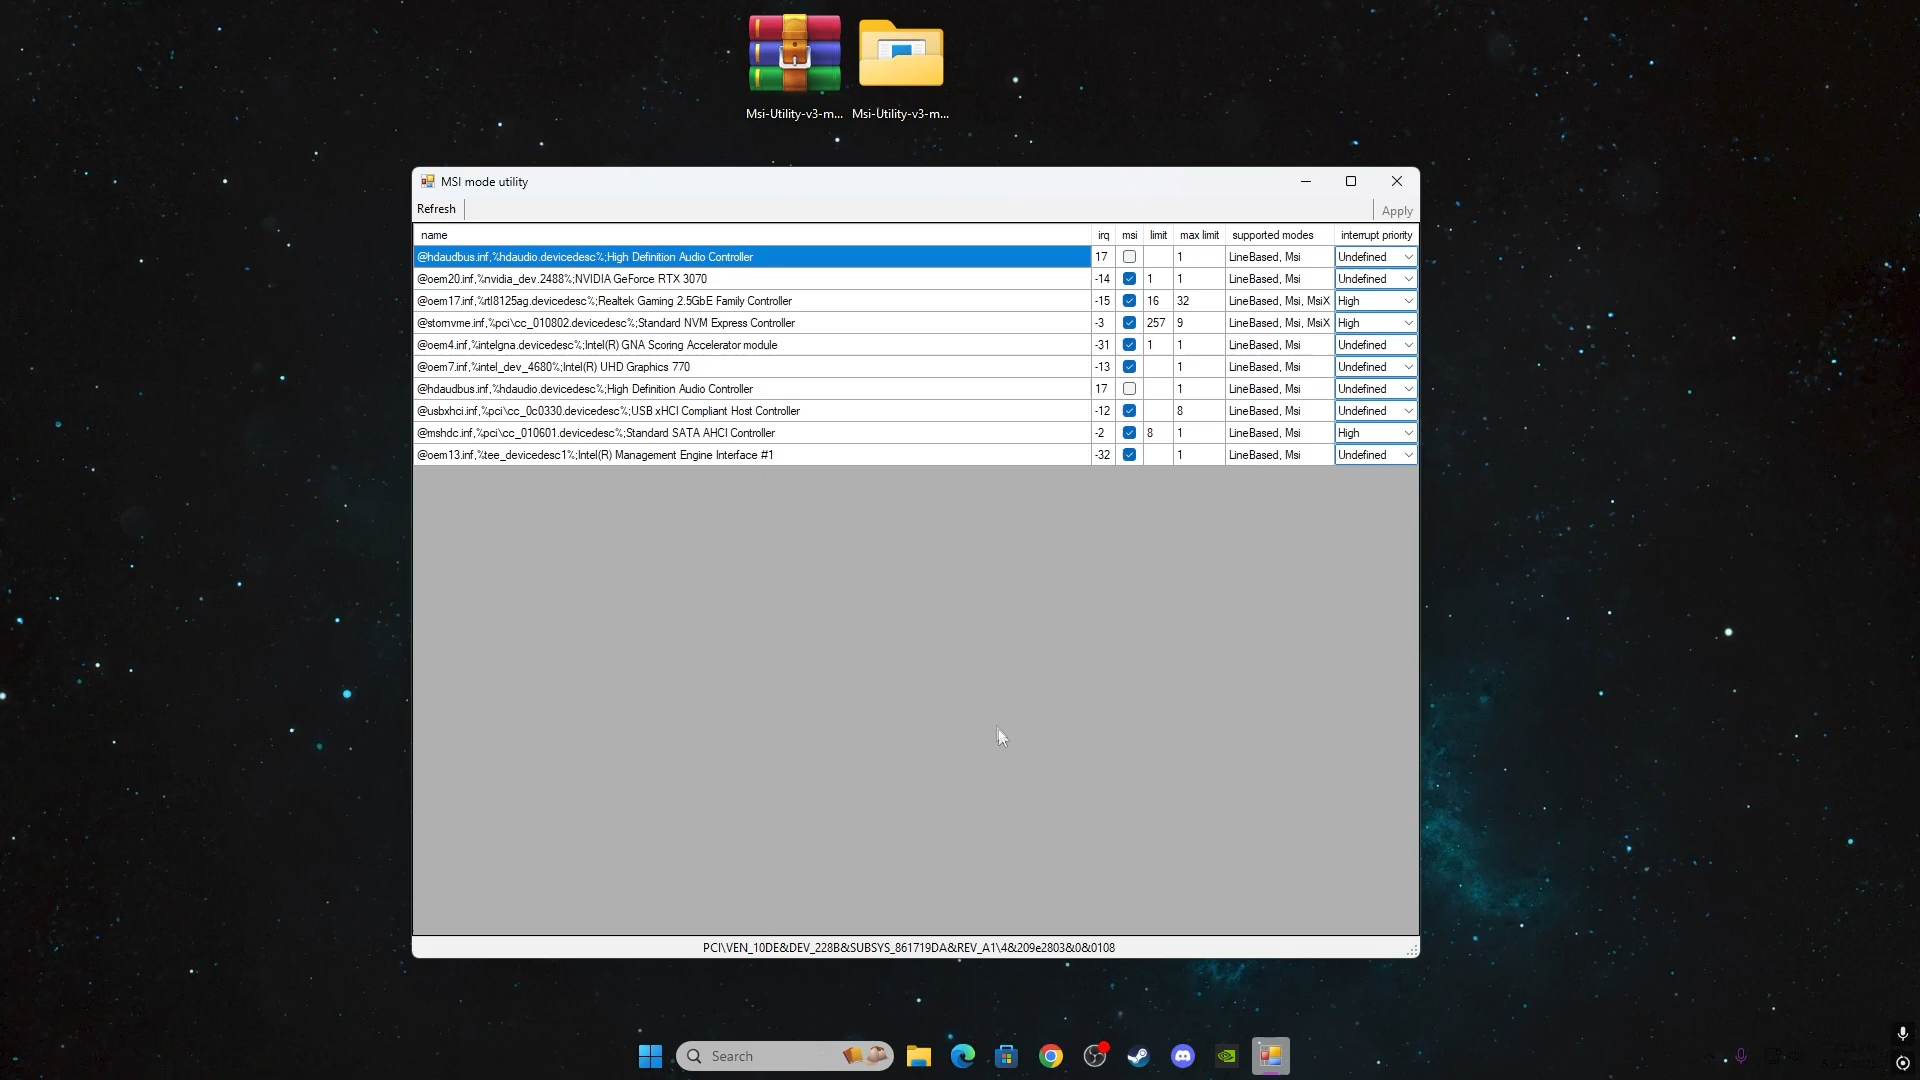 Msi-Utility-v3-m...
Msi-Utility-v3-m...
MSI mode utility
Refresh
Apply
name irq msi limit max limit supported modes interrupt priority
@hdaudbus.inf,%hdaudio.devicedesc%;High Definition Audio Controller 17 1 LineBased, Msi Undefined
@oem20.inf,%nvidia_dev.2488%;NVIDIA GeForce RTX 3070 -14 1 1 LineBased, Msi Undefined
@oem17.inf,%rtl8125ag.devicedesc%;Realtek Gaming 2.5GbE Family Controller -15 16 32 LineBased, Msi, MsiX High
@stornvme.inf,%pci\cc_010802.devicedesc%;Standard NVM Express Controller -3 257 9 LineBased, Msi, MsiX High
@oem4.inf,%intelgna.devicedesc%;Intel(R) GNA Scoring Accelerator module -31 1 1 LineBased, Msi Undefined
@oem7.inf,%intel_dev_4680%;Intel(R) UHD Graphics 770 -13 1 LineBased, Msi Undefined
@hdaudbus.inf,%hdaudio.devicedesc%;High Definition Audio Controller 17 1 LineBased, Msi Undefined
@usbxhci.inf,%pci\cc_0c0330.devicedesc%;USB xHCI Compliant Host Controller -12 8 LineBased, Msi Undefined
@mshdc.inf,%pci\cc_010601.devicedesc%;Standard SATA AHCI Controller -2 8 1 LineBased, Msi High
@oem13.inf,%tee_devicedesc1%;Intel(R) Management Engine Interface #1 -32 1 LineBased, Msi Undefined
PCI\VEN_10DE&DEV_228B&SUBSYS_861719DA&REV_A1\4&209e2803&0&0108
Search